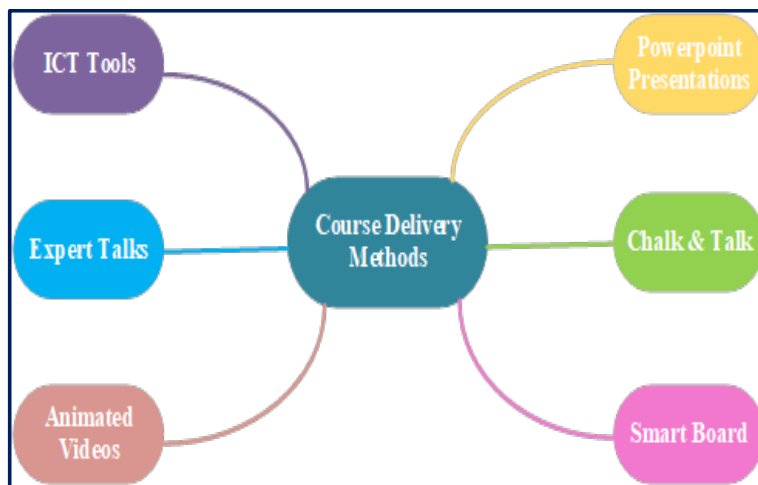 ICT Tools
Powerpoint
Presentations
Course Delivery
Methods
Expert Talks
Chalk & Talk
Animated
Videos
Smart Board